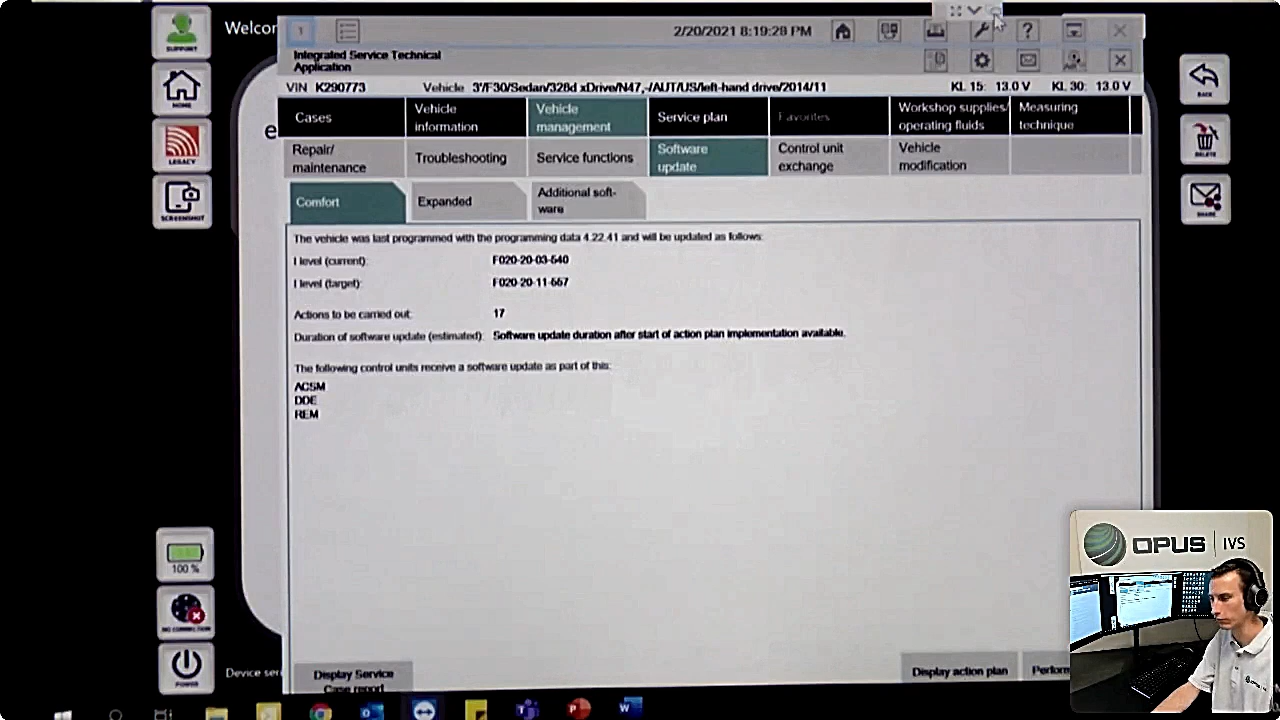 Welcor
1
2/20/2021 8:19:28 PM
?
Integrated Service Technical
Application
VIN K290773
Vehicle 3'/F30/Sedan/328d xDrive/N47,-/AUT/US/left-hand drive/2014/11
KL 15: 13.0 V KL 30: 13.0 V
Cases
Vehicle
information
Vehicle
management
Service plan
Favorites
Workshop supplies/
operating fluids
Measuring
technique
Repair/
maintenance
Troubleshooting
Service functions
Software
update
Control unit
exchange
Vehicle
modification
Comfort
Expanded
Additional soft-
ware
The vehicle was last programmed with the programming data 4.22.41 and will be updated as follows:
I level (current): F020-20-03-540
I level (target): F020-20-11-557
Actions to be carried out: 17
Duration of software update (estimated): Software update duration after start of action plan implementation available.
The following control units receive a software update as part of this:
ACSM
DDE
REM
Display Service
Case report
Display action plan
Perform
SUPPORT
HOME
LEGACY
SCREENSHOT
100 %
NO CONNECTION
POWER
Device seri
BACK
DELETE
SHARE
OPUS | IVS